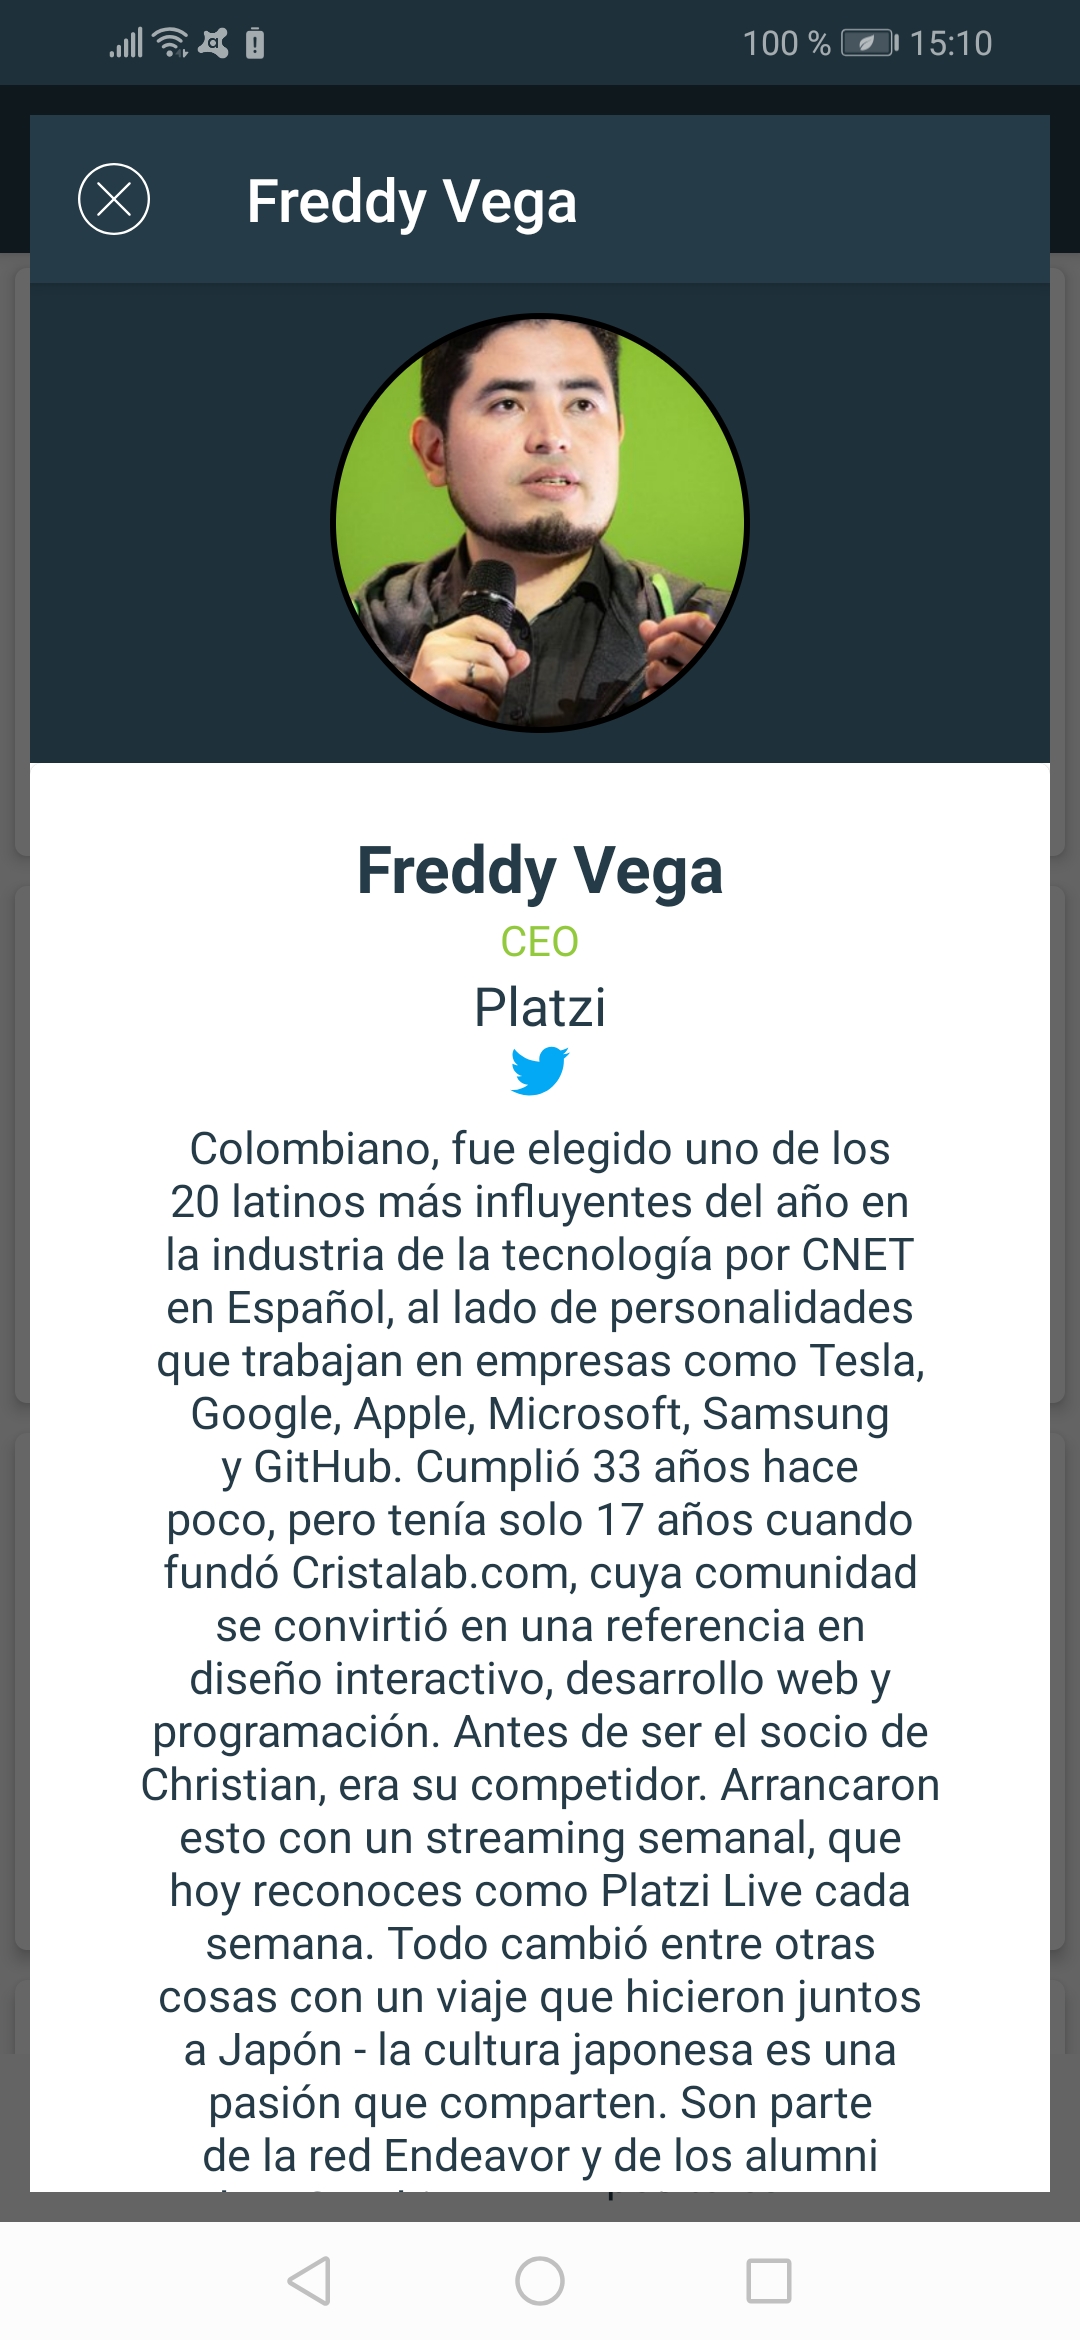 100 % 15:10
Freddy Vega
Freddy Vega
CEO
Platzi
Colombiano, fue elegido uno de los
20 latinos más influyentes del año en
la industria de la tecnología por CNET
en Español, al lado de personalidades
que trabajan en empresas como Tesla,
Google, Apple, Microsoft, Samsung
y GitHub. Cumplió 33 años hace
poco, pero tenía solo 17 años cuando
fundó Cristalab.com, cuya comunidad
se convirtió en una referencia en
diseño interactivo, desarrollo web y
programación. Antes de ser el socio de
Christian, era su competidor. Arrancaron
esto con un streaming semanal, que
hoy reconoces como Platzi Live cada
semana. Todo cambió entre otras
cosas con un viaje que hicieron juntos
a Japón - la cultura japonesa es una
pasión que comparten. Son parte
de la red Endeavor y de los alumni